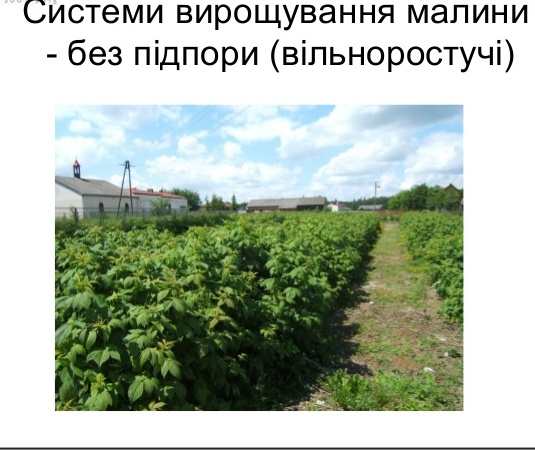 Системи вирощування малини
- без підпори (вільноростучі)